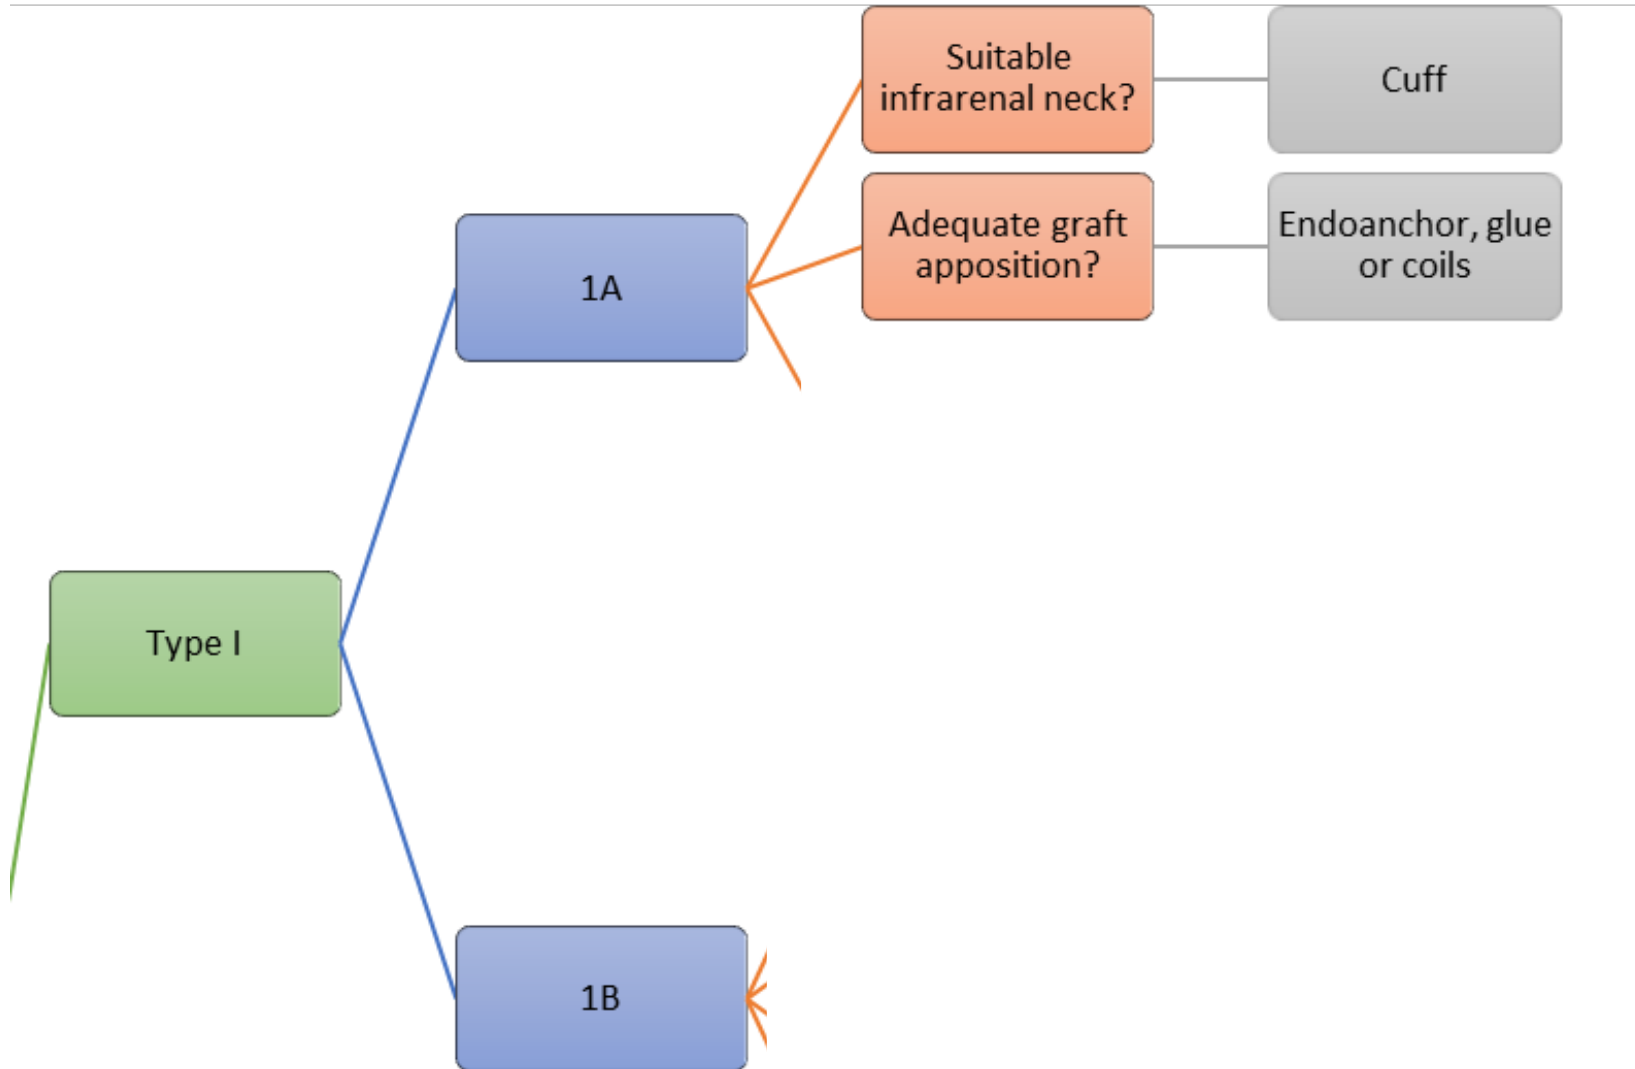 Suitable
infrarenal neck?
Cuff
Adequate graft
apposition?
Endoanchor, glue
or coils
1A
Type I
1B